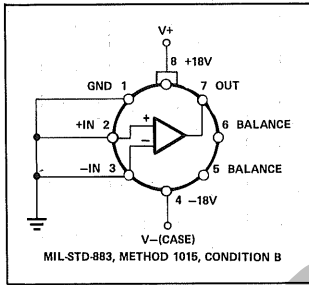 V+
8 +18V
GND 1
7 OUT
+IN 2
+
6 BALANCE
−
−IN 3
5 BALANCE
4 −18V
V−(CASE)
MIL-STD-883, METHOD 1015, CONDITION B